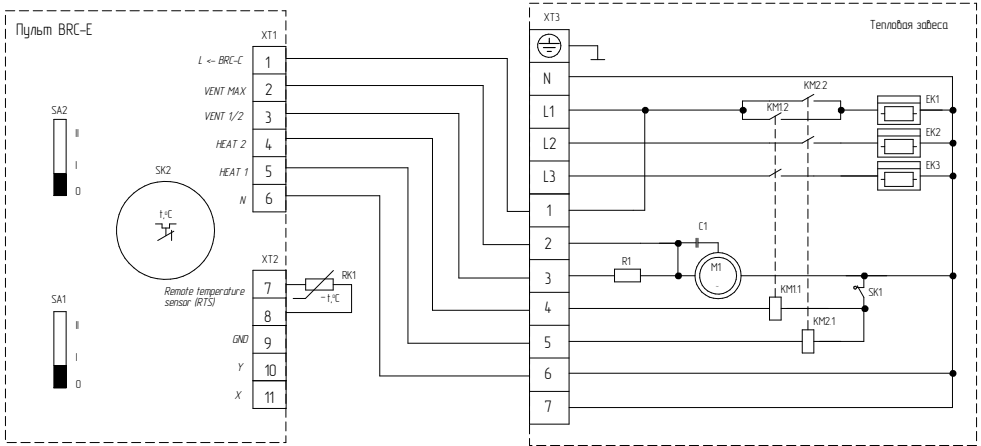 Пульт BRC-E
XT1
L <- BRC-C
1
VENT MAX
2
VENT 1/2
3
HEAT 2
4
HEAT 1
5
N
6
SA2
II
I
0
SK2
t,°C
XT2
7
Remote temperature
sensor (RTS)
8
GND
9
Y
10
X
11
RK1
-t,°C
SA1
II
I
0
XT3
Тепловая завеса
N
L1
L2
L3
1
2
3
4
5
6
7
KM2.2
KM1.2
EK1
EK2
EK3
C1
R1
M1
KM1.1
SK1
KM2.1